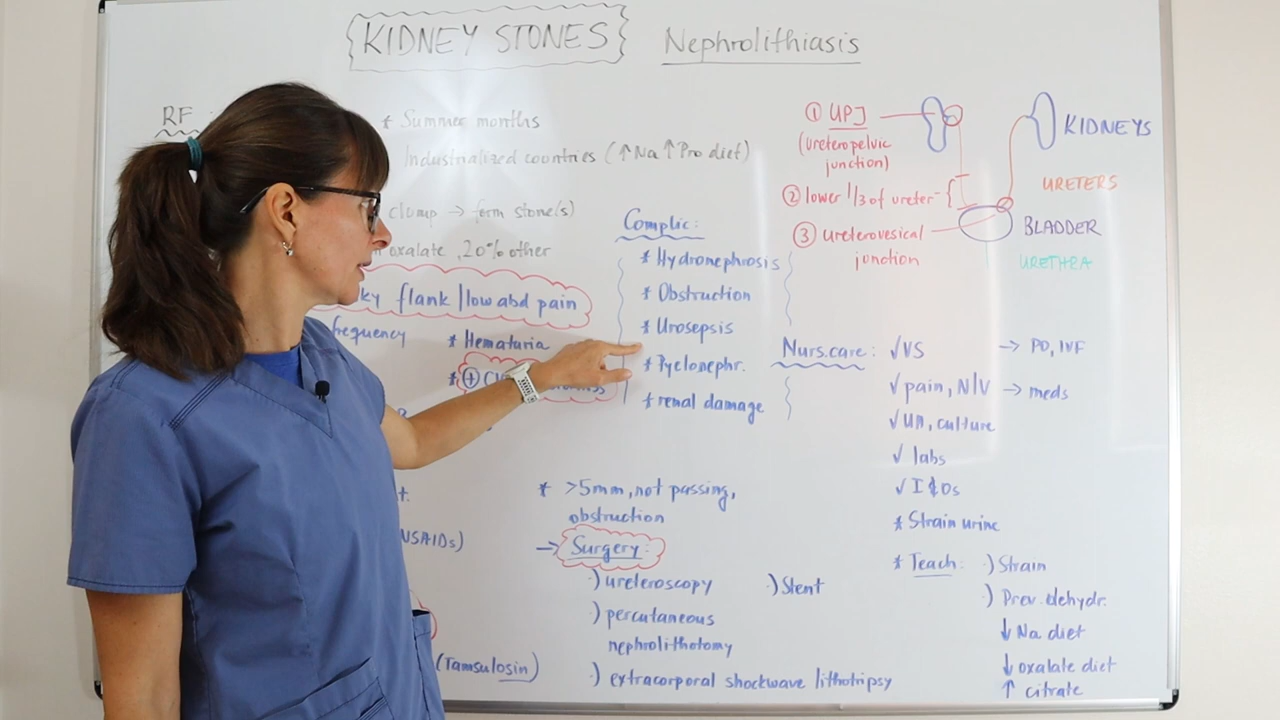 KIDNEY STONES Nephrolithiasis
RF
* Summer months
Industrialized countries (↑Na ↑Pro diet)
clump → form stone(s)
oxalate, 20% other
flank / low abd pain
frequency * Hematuria
* (+)
Complic:
* Hydronephrosis
* Obstruction
* Urosepsis
* Pyelonephr.
* renal damage
① UPJ
(ureteropelvic
junction)
② lower 1/3 of ureter
③ ureterovesical
junction
KIDNEYS
URETERS
BLADDER
URETHRA
Nurs.care: √VS → PO, IVF
√pain, N/V → meds
√UA, culture
√ labs
√ I&Os
* Strain urine
* Teach: ·) Strain
·) Prev. dehydr.
↓ Na diet
↓ oxalate diet
↑ citrate
* >5mm, not passing,
obstruction
→ Surgery:
·) ureteroscopy ·) Stent
·) percutaneous
nephrolithotomy
·) extracorporal shockwave lithotripsy
NSAIDs)
(Tamsulosin)